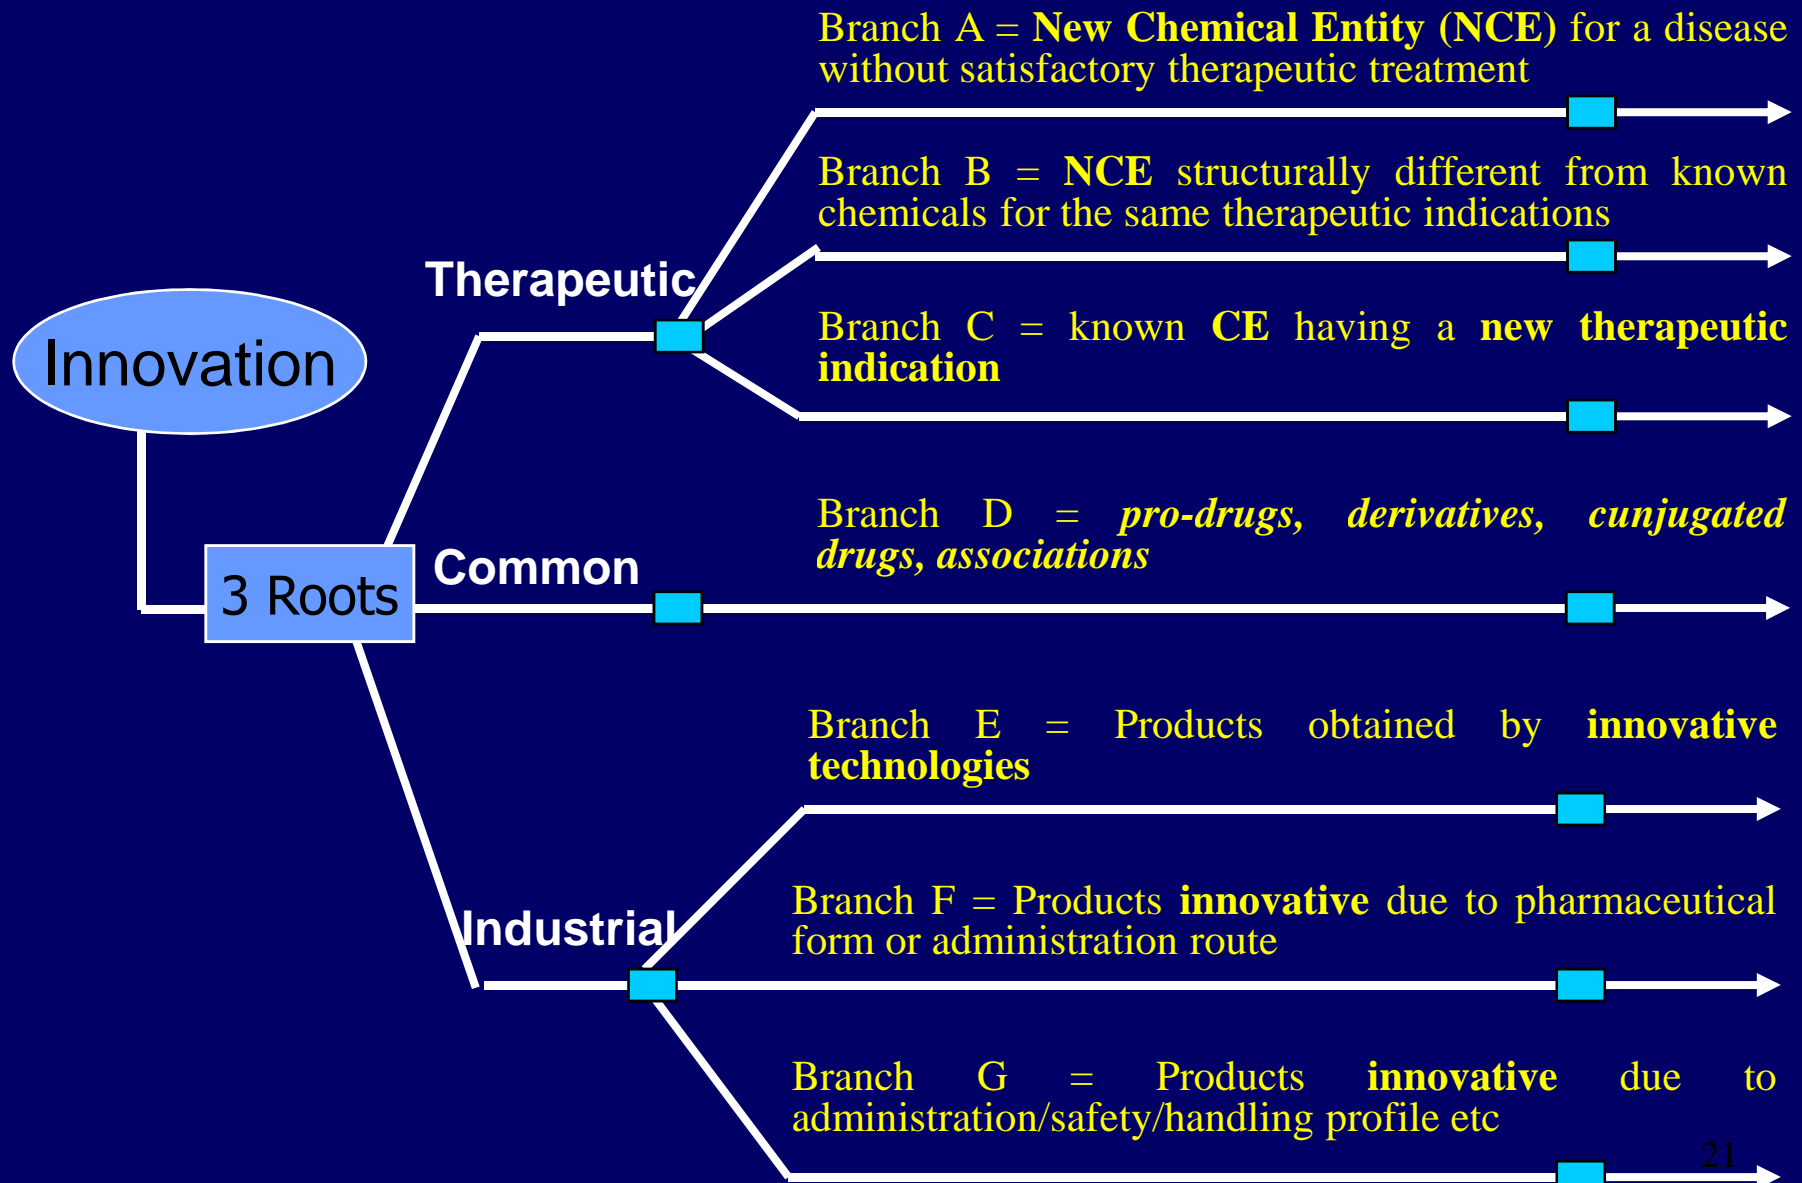 Branch A = New Chemical Entity (NCE) for a disease
without satisfactory therapeutic treatment
Branch B = NCE structurally different from known
chemicals for the same therapeutic indications
Therapeutic
Branch C = known CE having a new therapeutic
indication
Innovation
Branch D = pro-drugs, derivatives, cunjugated
drugs, associations
Common
3 Roots
Branch E = Products obtained by innovative
technologies
Branch F = Products innovative due to pharmaceutical
form or administration route
Industrial
Branch G = Products innovative due to
administration/safety/handling profile etc
21